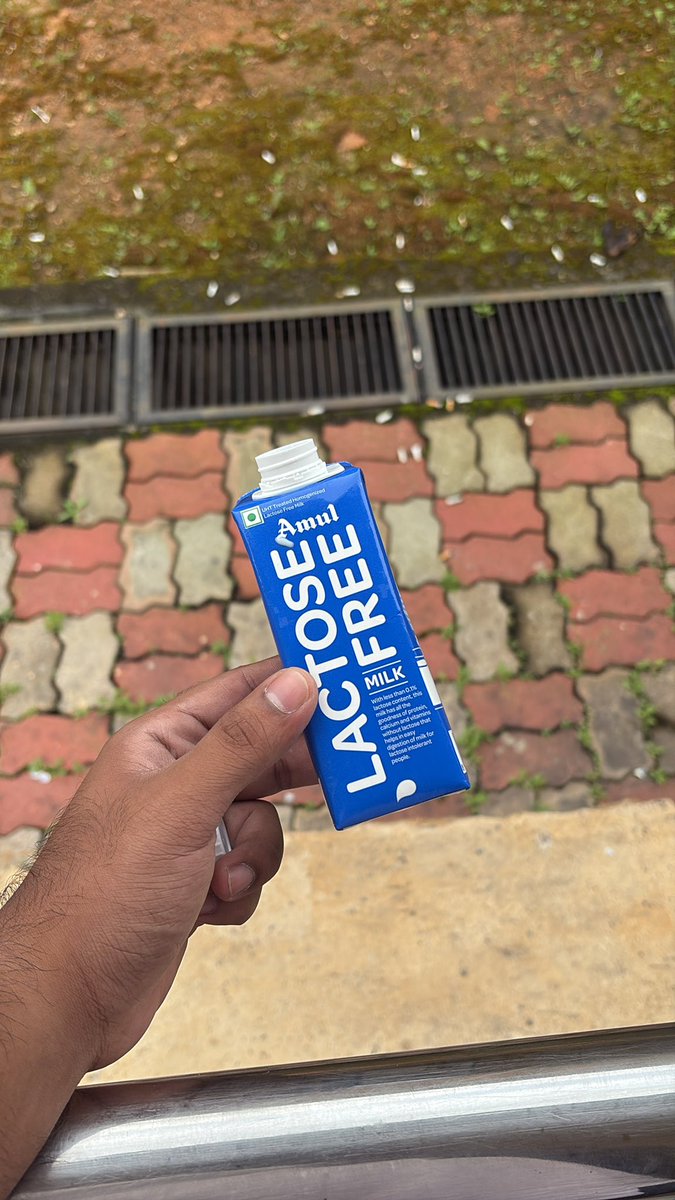 UHT Treated Homogenized
Lactose Free Milk
Amul
LACTOSE
FREE
MILK
With less than 0.1%
lactose content, this
milk has all the
goodness of protein,
calcium and vitamins
without lactose that
helps in easy
digestion of milk for
lactose intolerant
people.